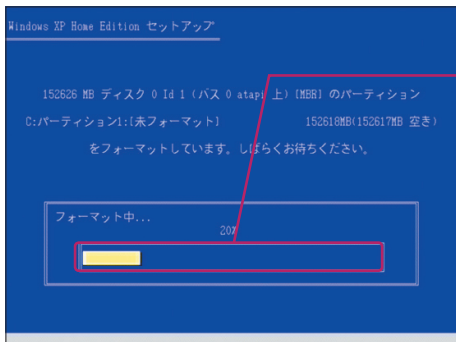 Windows XP Home Edition セットアップ
152626 MB ディスク 0 Id 1 (バス 0 atapi 上) [MBR] のパーティション
C:パーティション1:[未フォーマット] 152618MB(152617MB 空き)
をフォーマットしています。しばらくお待ちください。
フォーマット中...
20%